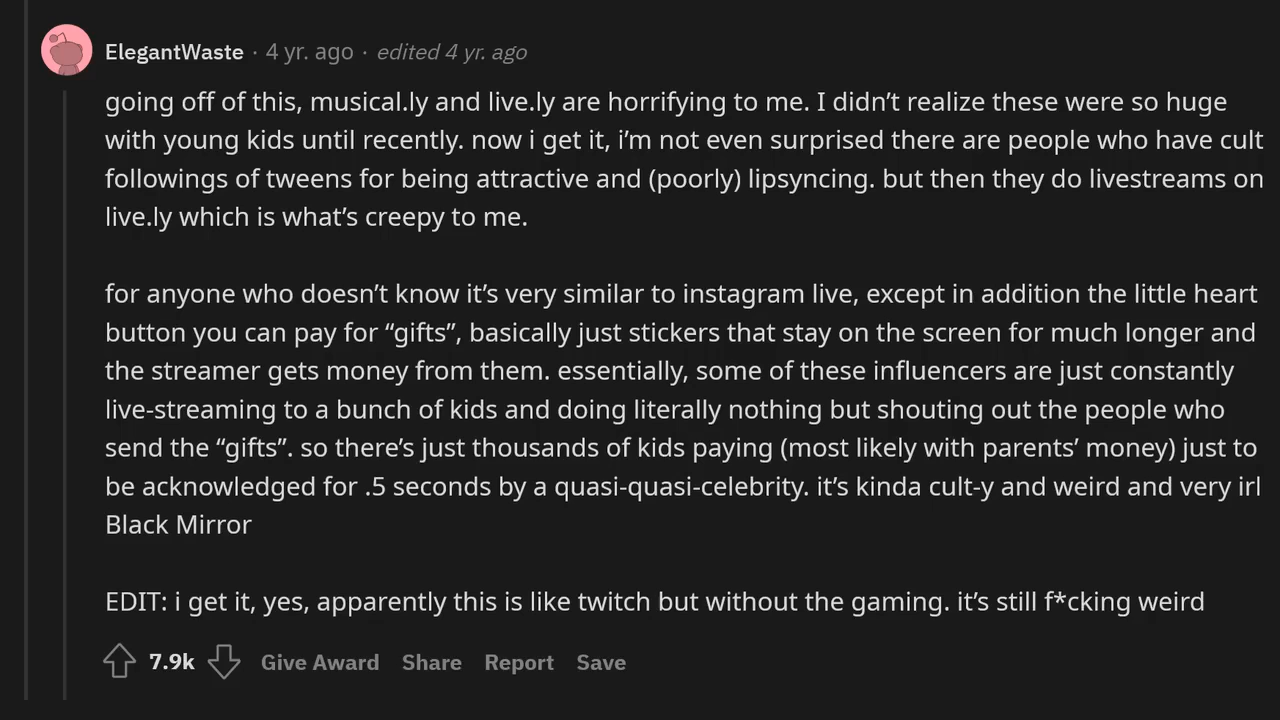 ElegantWaste · 4 yr. ago · edited 4 yr. ago
going off of this, musical.ly and live.ly are horrifying to me. I didn’t realize these were so huge
with young kids until recently. now i get it, i’m not even surprised there are people who have cult
followings of tweens for being attractive and (poorly) lipsyncing. but then they do livestreams on
live.ly which is what’s creepy to me.
for anyone who doesn’t know it’s very similar to instagram live, except in addition the little heart
button you can pay for “gifts”, basically just stickers that stay on the screen for much longer and
the streamer gets money from them. essentially, some of these influencers are just constantly
live-streaming to a bunch of kids and doing literally nothing but shouting out the people who
send the “gifts”. so there’s just thousands of kids paying (most likely with parents’ money) just to
be acknowledged for .5 seconds by a quasi-quasi-celebrity. it’s kinda cult-y and weird and very irl
Black Mirror
EDIT: i get it, yes, apparently this is like twitch but without the gaming. it’s still f*cking weird
7.9k Give Award Share Report Save